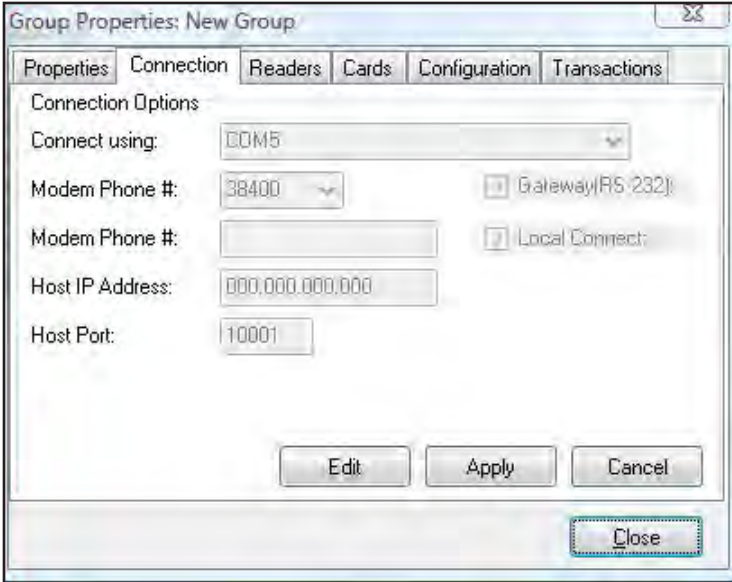 Group Properties: New Group
Properties Connection Readers Cards Configuration Transactions
Connection Options
Connect using: COM5
Modem Phone #: 38400 Gateway(RS-232):
Modem Phone #: Local Connect:
Host IP Address: 000.000.000.000
Host Port: 10001
Edit Apply Cancel
Close